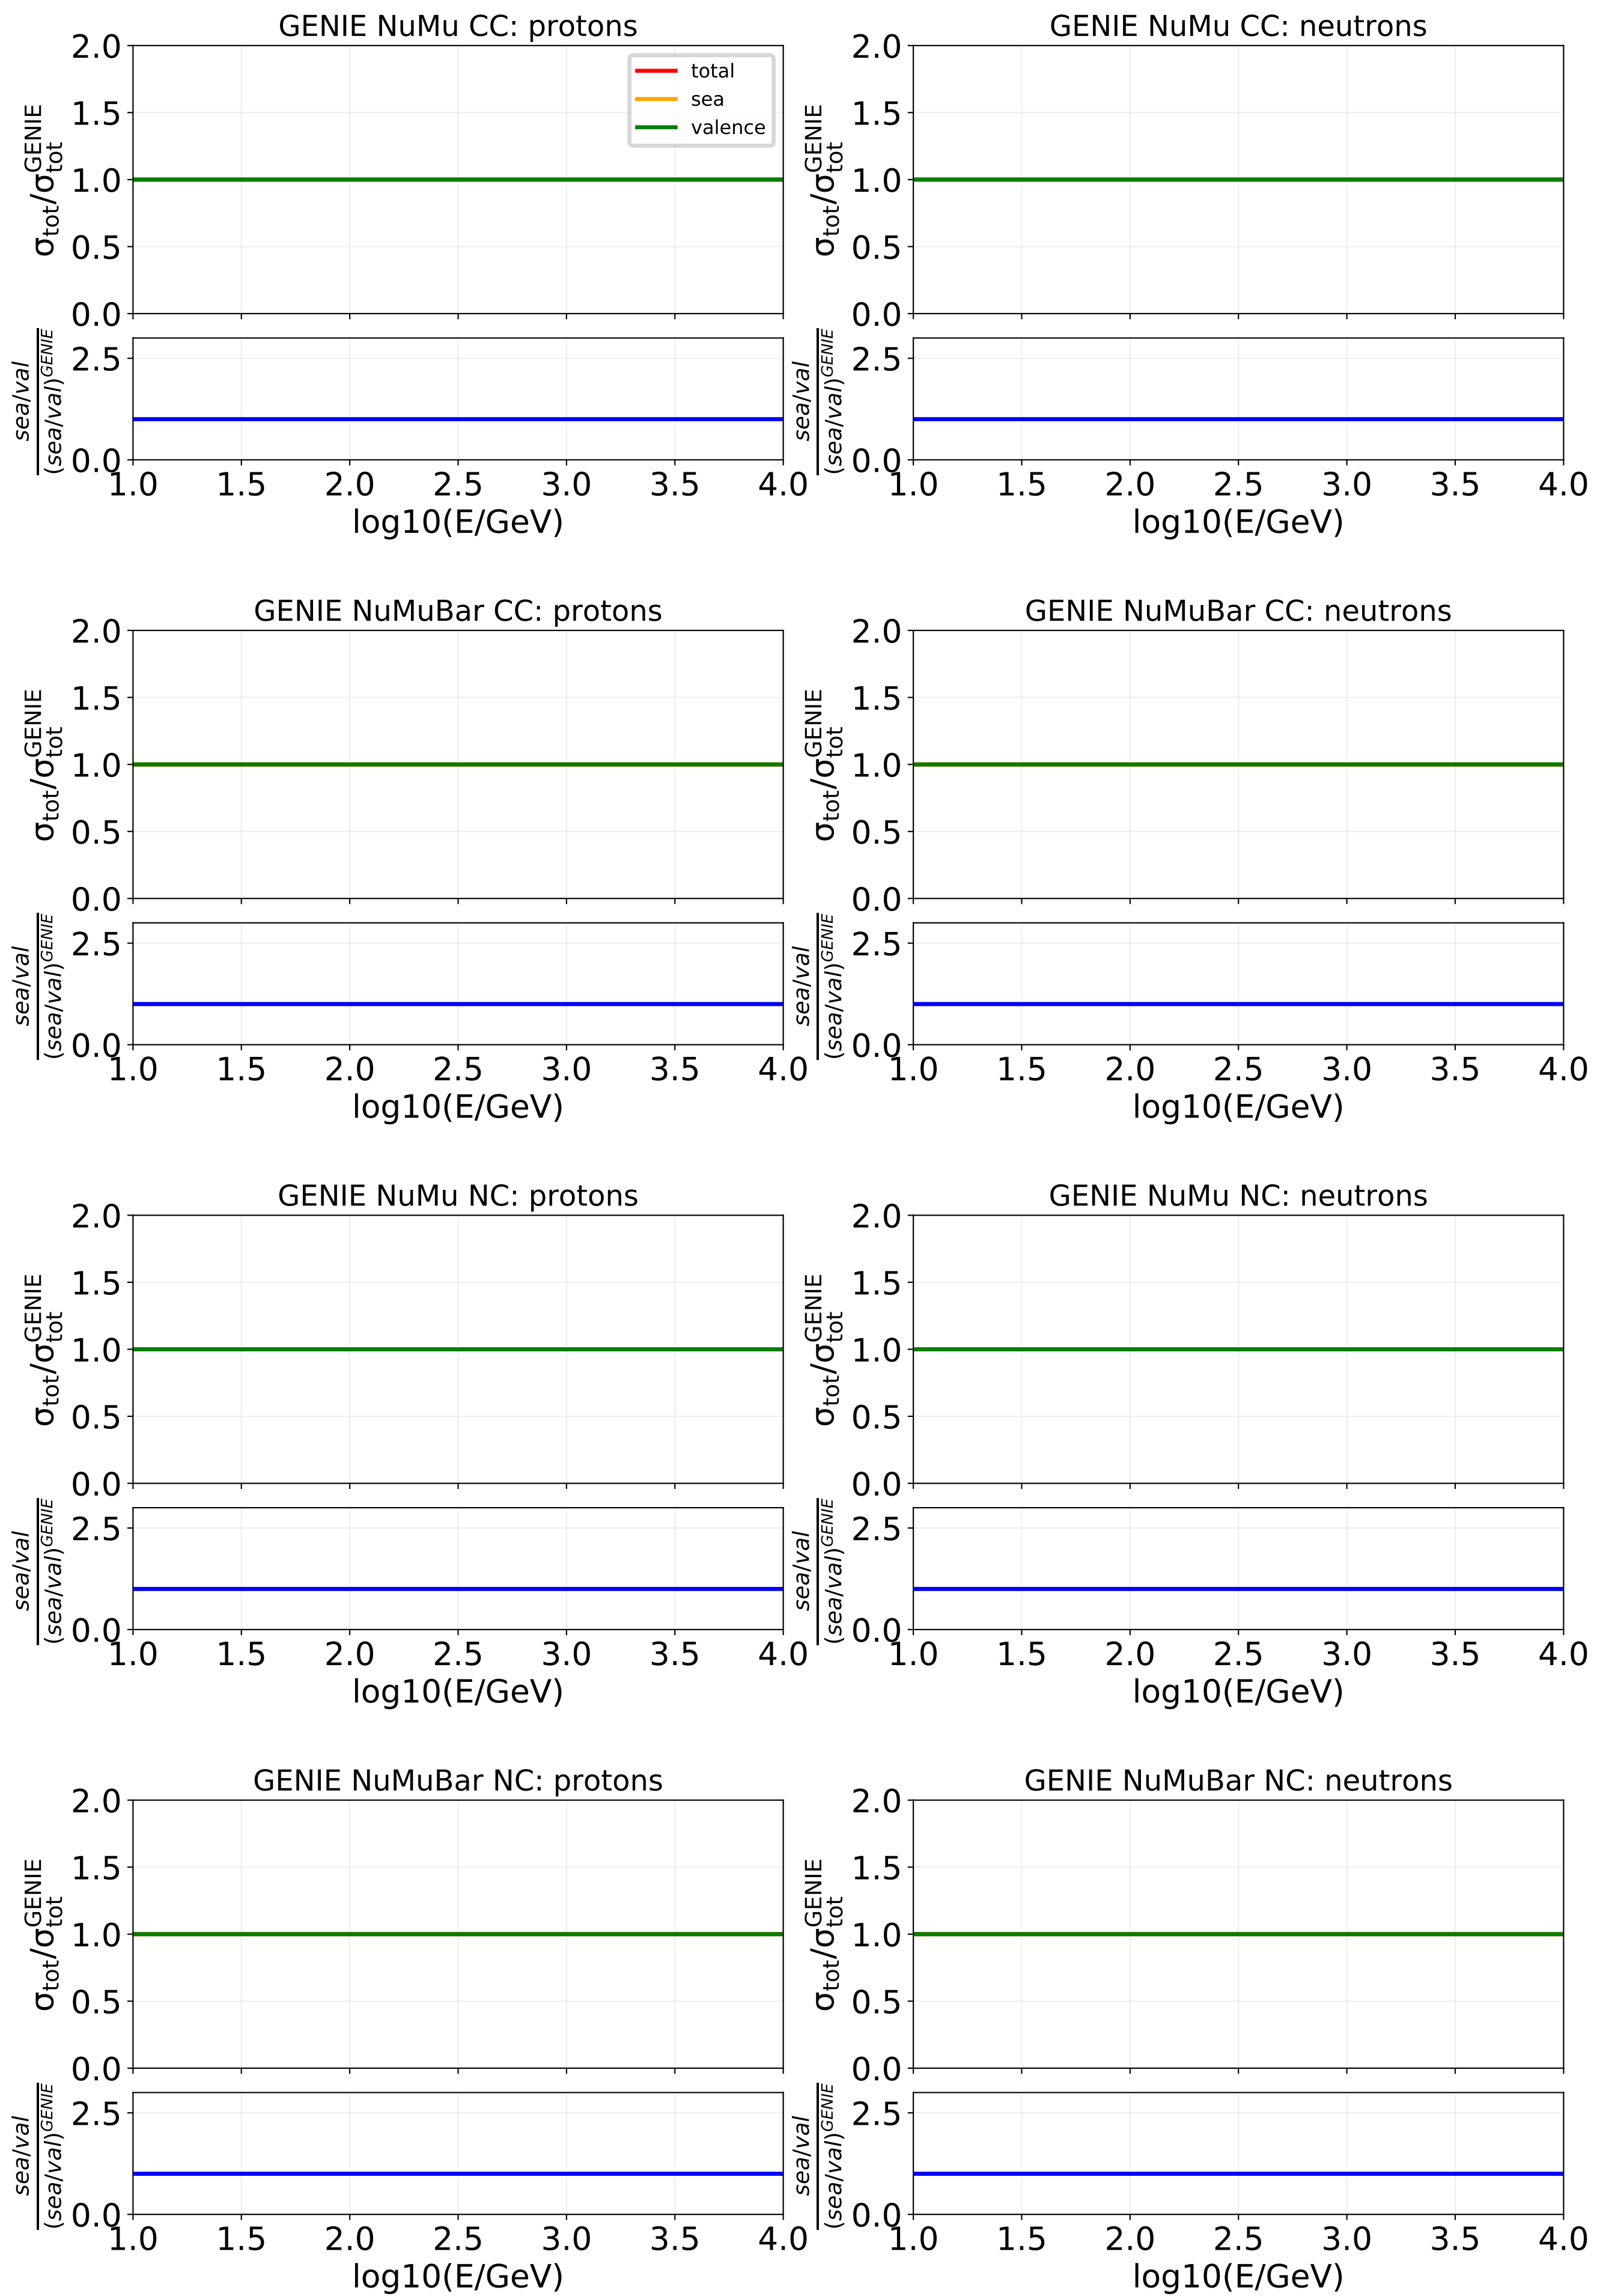 GENIE NuMu CC: protons
2.0
1.5
1.0
0.5
0.0
σtot/σtot^GENIE
total
sea
valence
2.5
0.0
sea/val
(sea/val)^GENIE
1.0 1.5 2.0 2.5 3.0 3.5 4.0
log10(E/GeV)
GENIE NuMu CC: neutrons
2.0
1.5
1.0
0.5
0.0
σtot/σtot^GENIE
2.5
0.0
sea/val
(sea/val)^GENIE
1.0 1.5 2.0 2.5 3.0 3.5 4.0
log10(E/GeV)
GENIE NuMuBar CC: protons
2.0
1.5
1.0
0.5
0.0
σtot/σtot^GENIE
2.5
0.0
sea/val
(sea/val)^GENIE
1.0 1.5 2.0 2.5 3.0 3.5 4.0
log10(E/GeV)
GENIE NuMuBar CC: neutrons
2.0
1.5
1.0
0.5
0.0
σtot/σtot^GENIE
2.5
0.0
sea/val
(sea/val)^GENIE
1.0 1.5 2.0 2.5 3.0 3.5 4.0
log10(E/GeV)
GENIE NuMu NC: protons
2.0
1.5
1.0
0.5
0.0
σtot/σtot^GENIE
2.5
0.0
sea/val
(sea/val)^GENIE
1.0 1.5 2.0 2.5 3.0 3.5 4.0
log10(E/GeV)
GENIE NuMu NC: neutrons
2.0
1.5
1.0
0.5
0.0
σtot/σtot^GENIE
2.5
0.0
sea/val
(sea/val)^GENIE
1.0 1.5 2.0 2.5 3.0 3.5 4.0
log10(E/GeV)
GENIE NuMuBar NC: protons
2.0
1.5
1.0
0.5
0.0
σtot/σtot^GENIE
2.5
0.0
sea/val
(sea/val)^GENIE
1.0 1.5 2.0 2.5 3.0 3.5 4.0
log10(E/GeV)
GENIE NuMuBar NC: neutrons
2.0
1.5
1.0
0.5
0.0
σtot/σtot^GENIE
2.5
0.0
sea/val
(sea/val)^GENIE
1.0 1.5 2.0 2.5 3.0 3.5 4.0
log10(E/GeV)